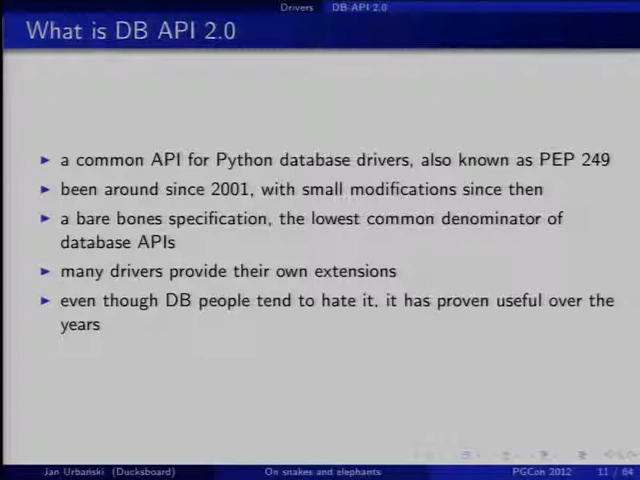 Drivers DB API 2.0
What is DB API 2.0
a common API for Python database drivers, also known as PEP 249
been around since 2001, with small modifications since then
a bare bones specification, the lowest common denominator of
database APIs
many drivers provide their own extensions
even though DB people tend to hate it, it has proven useful over the
years
Jan Urbański (Ducksboard) On snakes and elephants PGCon 2012 11 / 64